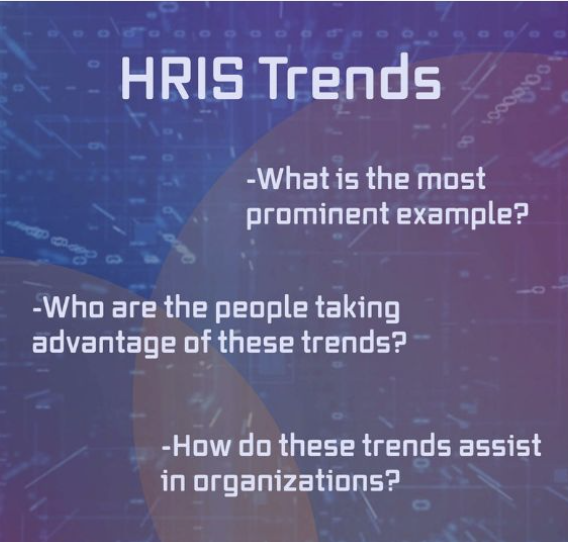 HRIS Trends
-What is the most
prominent example?
-Who are the people taking
advantage of these trends?
-How do these trends assist
in organizations?